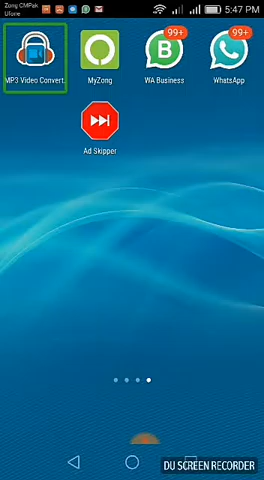 Zong CMPak
Ufone
5:47 PM
99+
99+
MP3 Video Convert.
MyZong
WA Business
WhatsApp
Ad Skipper
DU SCREEN RECORDER